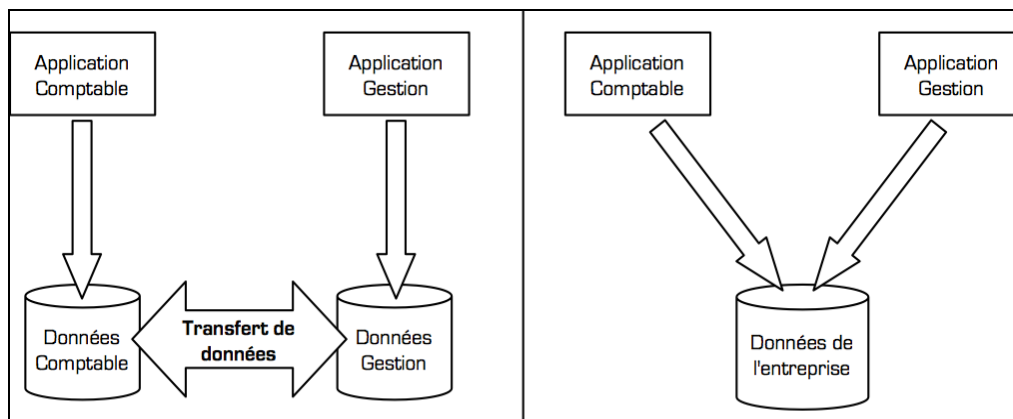 Application
Comptable
Application
Gestion
Données
Comptable
Transfert de
données
Données
Gestion
Application
Comptable
Application
Gestion
Données de
l'entreprise